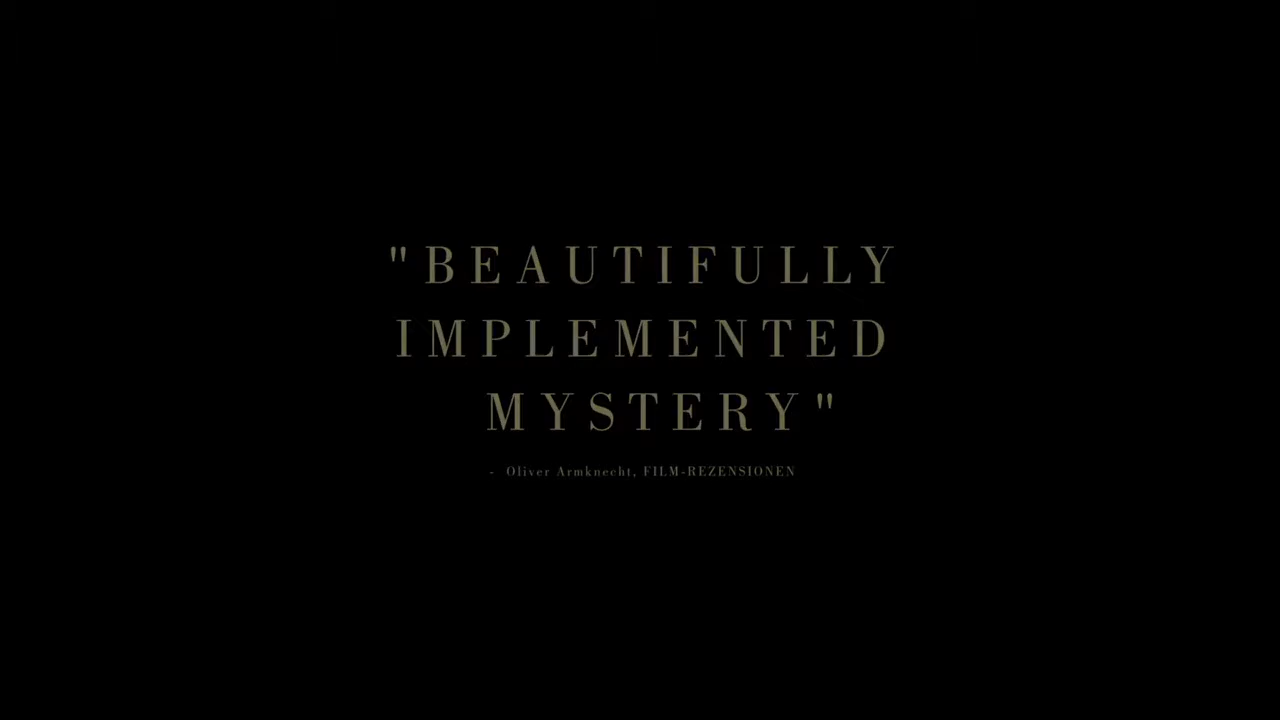 "BEAUTIFULLY
IMPLEMENTED
MYSTERY"
- Oliver Armknecht, FILM-REZENSIONEN